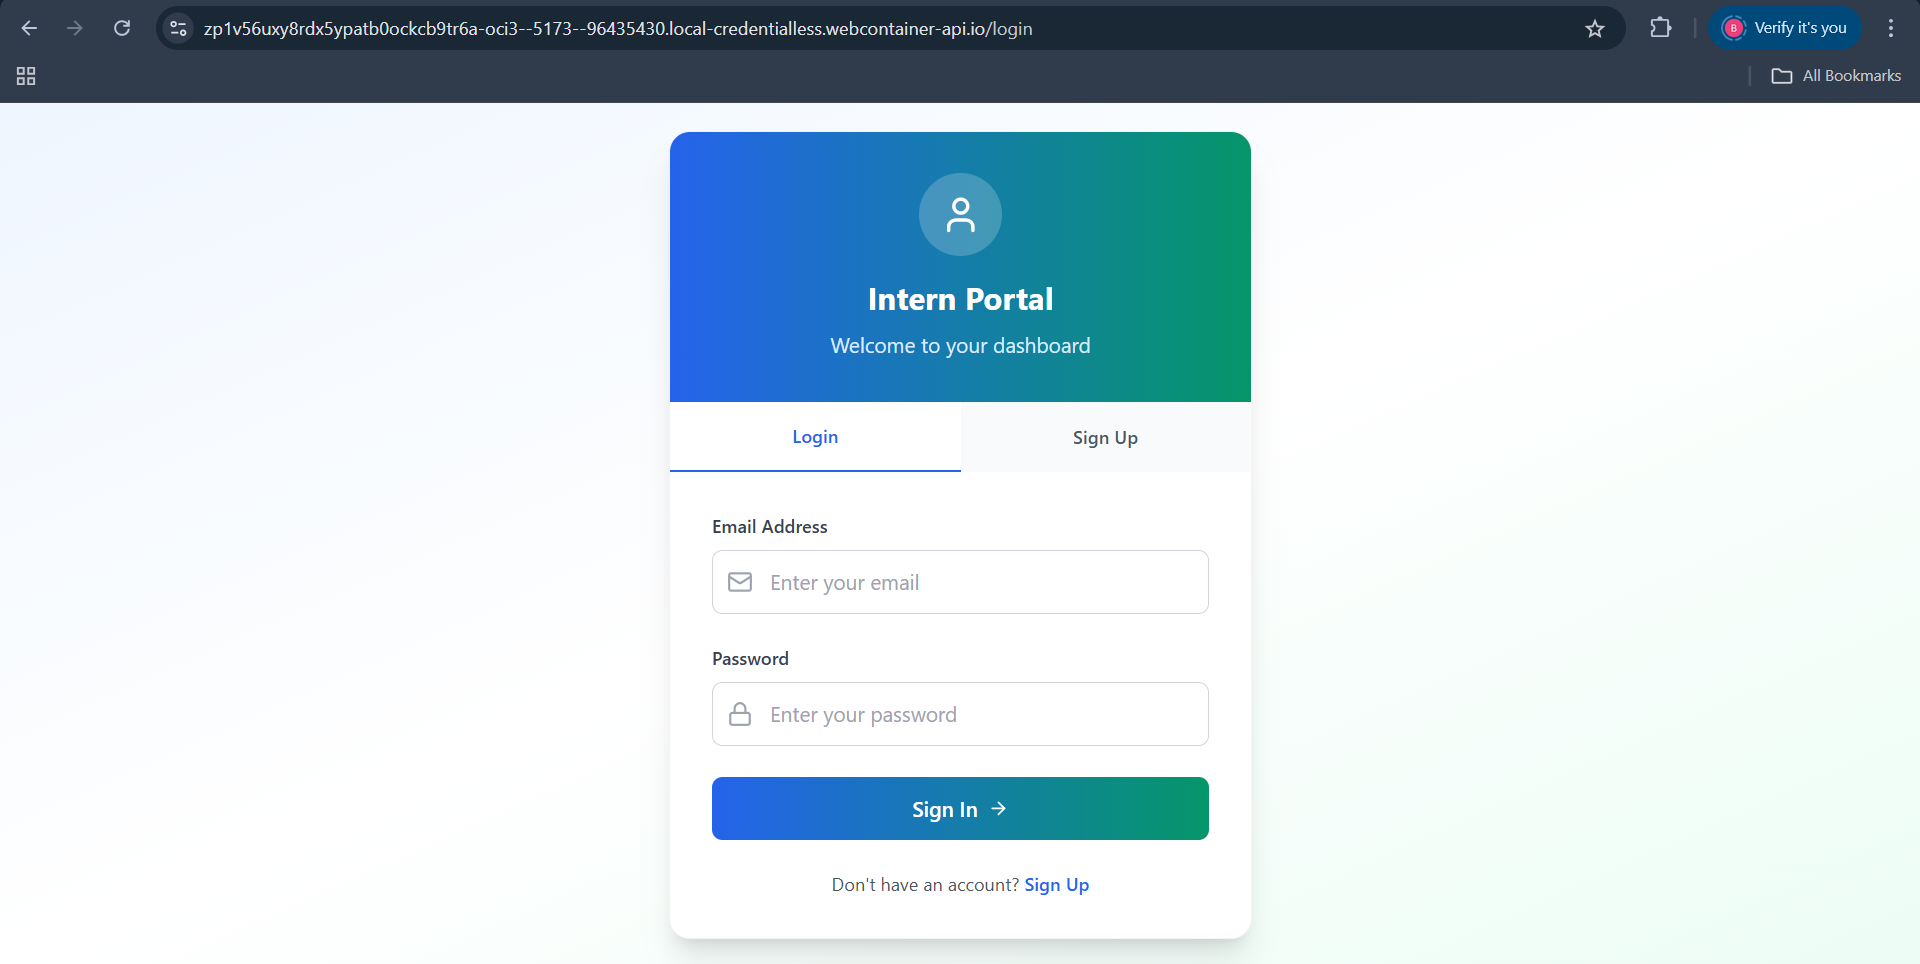 zp1v56uxy8rdx5ypatb0ockcb9tr6a-oci3--5173--96435430.local-credentialless.webcontainer-api.io/login
B Verify it's you
All Bookmarks
Intern Portal
Welcome to your dashboard
Login
Sign Up
Email Address
Enter your email
Password
Enter your password
Sign In →
Don't have an account? Sign Up